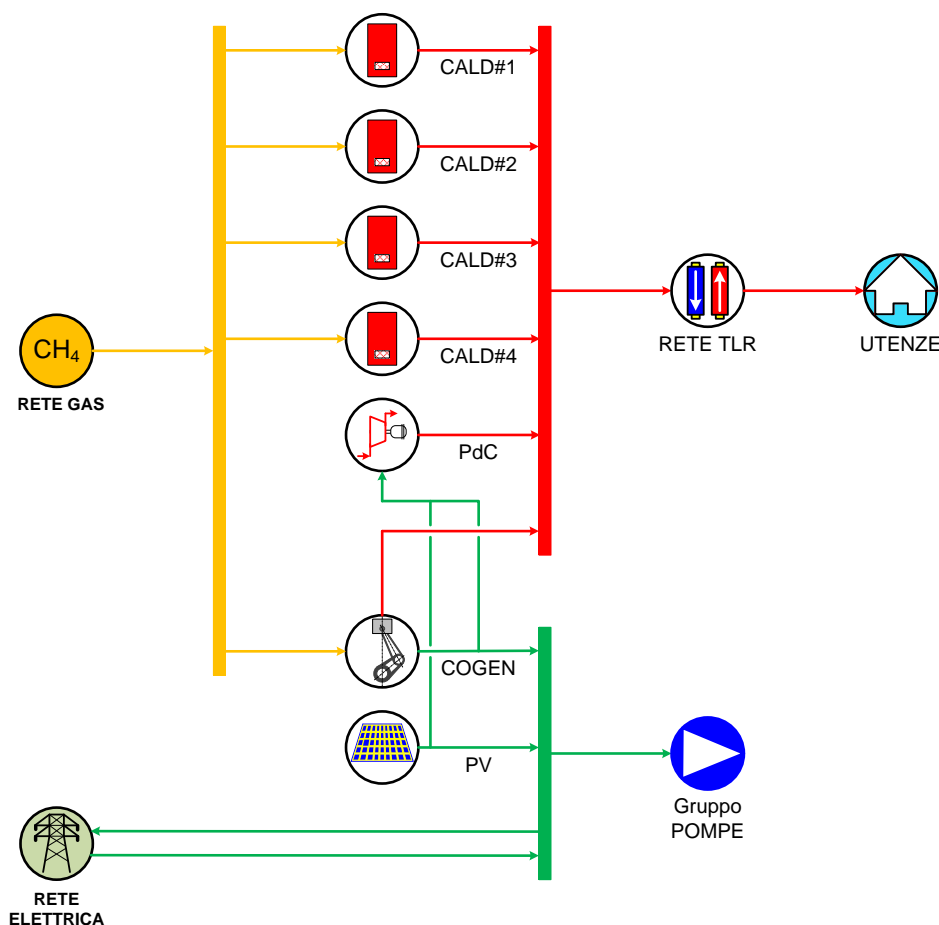 CALD#1
CALD#2
CALD#3
CALD#4
CH₄
RETE GAS
RETE TLR
UTENZE
PdC
COGEN
PV
Gruppo
POMPE
RETE
ELETTRICA